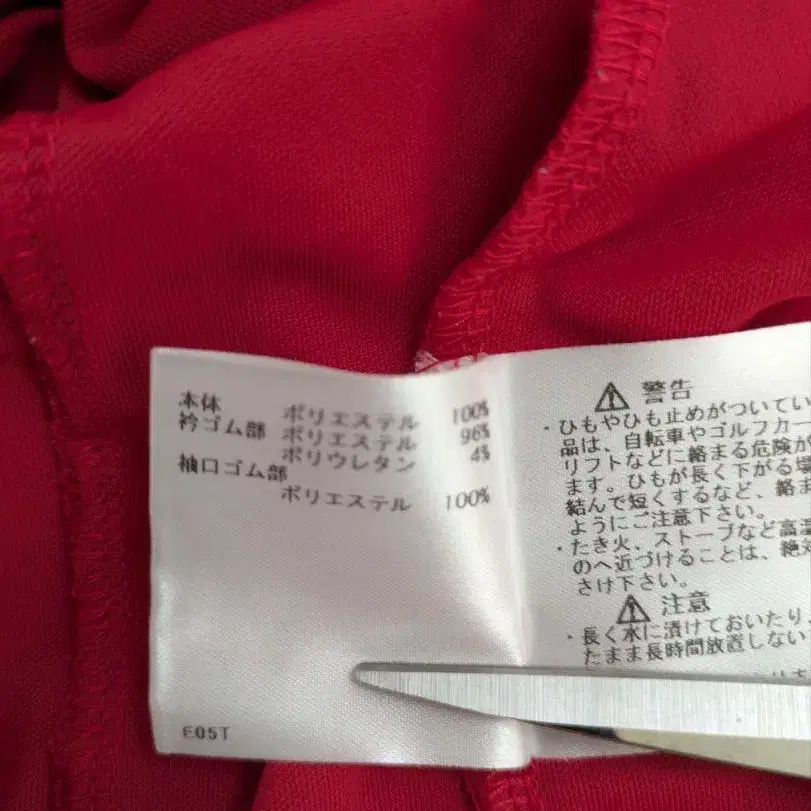 本体 ポリエステル 100%
衿ゴム部 ポリエステル 96%
ポリウレタン 4%
袖口ゴム部
ポリエステル 100%
E05T
⚠ 警告
・ひもやひも止めがついてい
品は、自転車やゴルフカー
リフトなどに絡まる危険が
ます。ひもが長く下がる場
結んで短くするなど、絡ま
ようにご注意下さい。
・たき火、ストーブなど高温
のへ近づけることは、絶対
さけ下さい。
⚠ 注意
・長く水に漬けておいたり、
たまま長時間放置しない